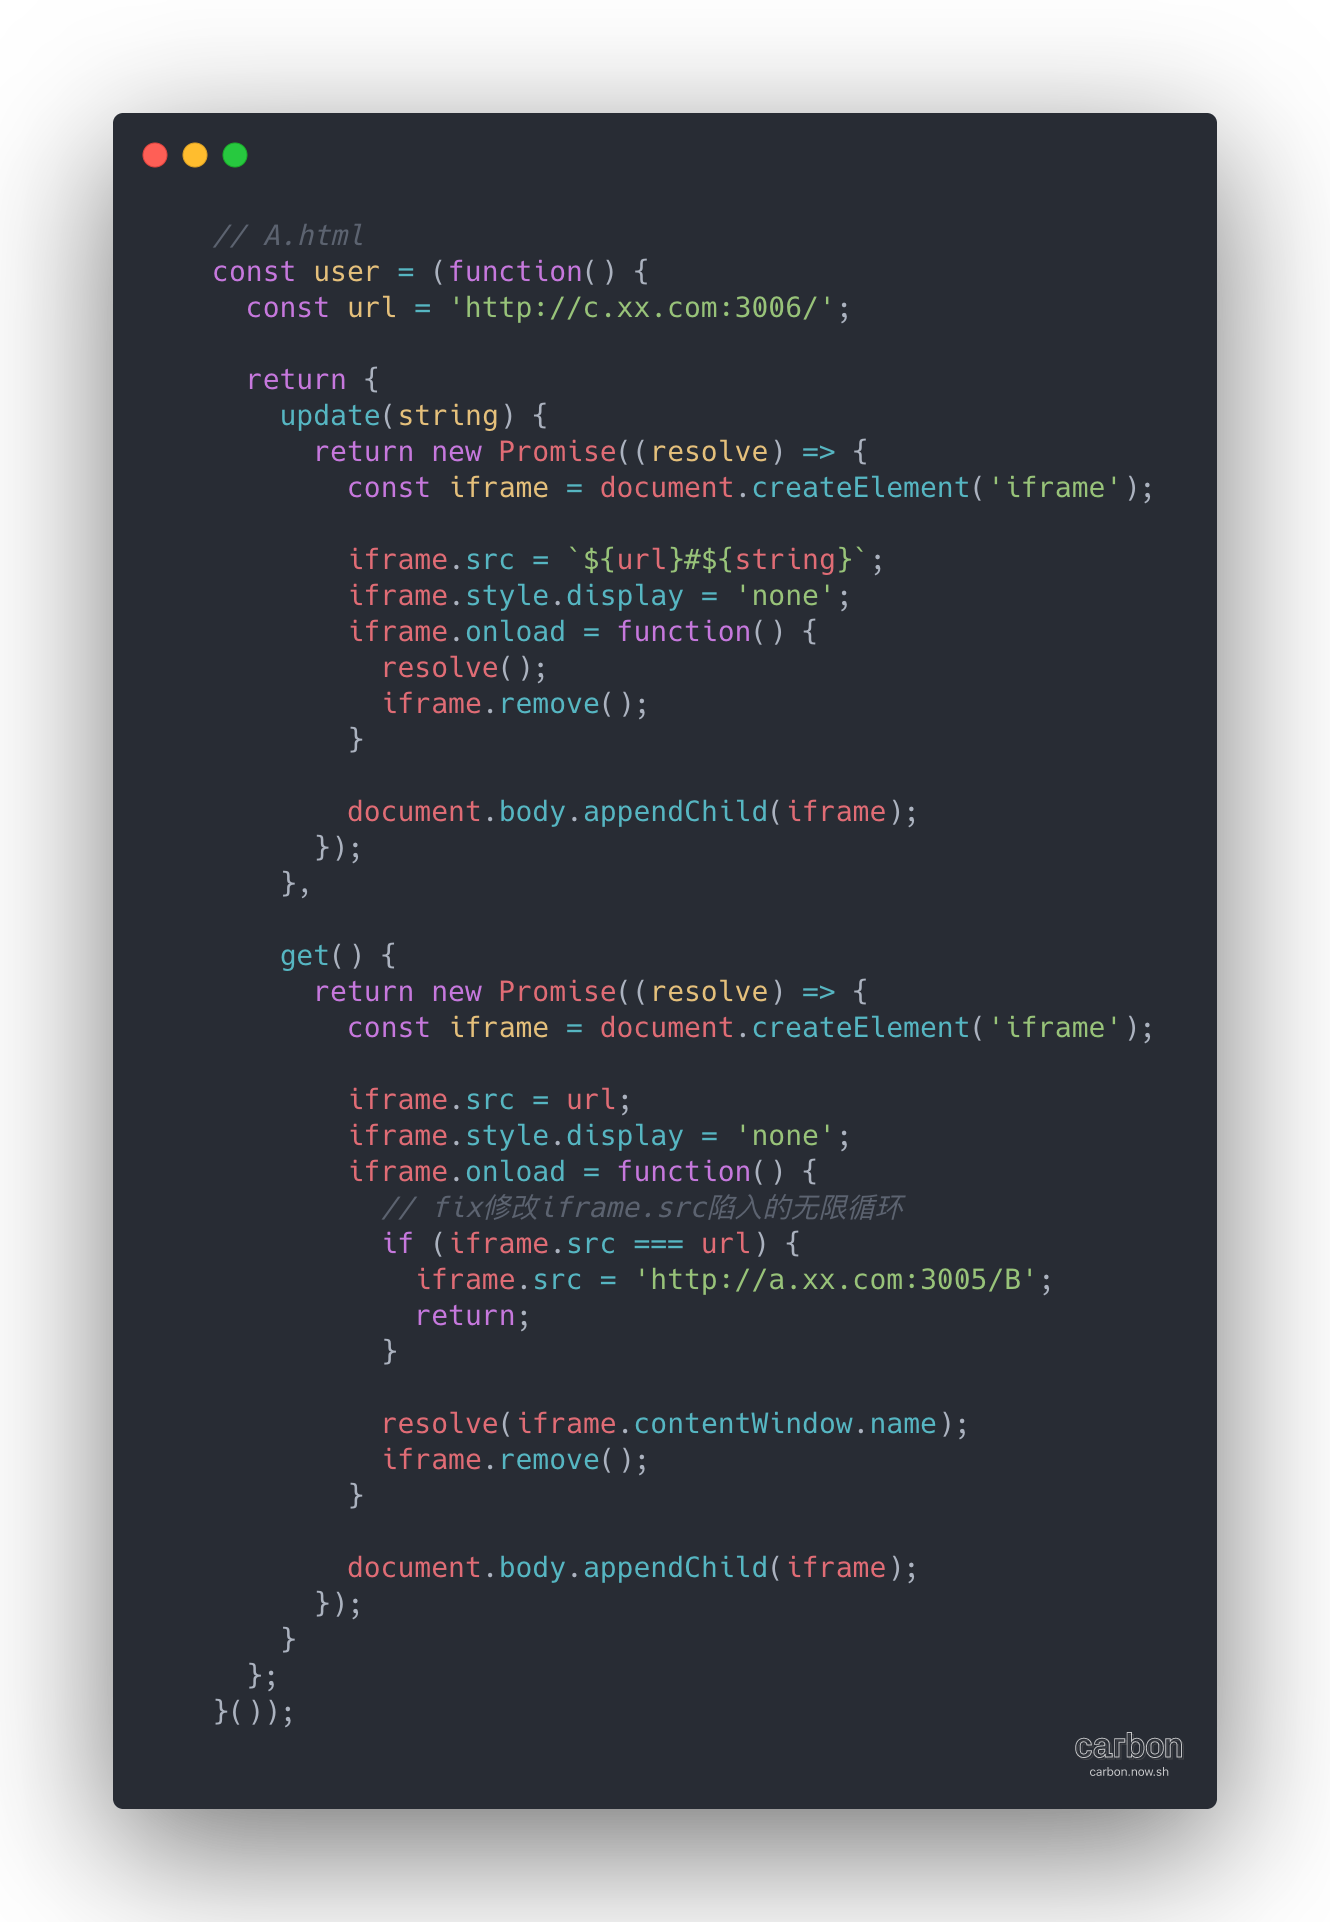 // A.html
const user = (function() {
  const url = 'http://c.xx.com:3006/';

  return {
    update(string) {
      return new Promise((resolve) => {
        const iframe = document.createElement('iframe');

        iframe.src = `${url}#${string}`;
        iframe.style.display = 'none';
        iframe.onload = function() {
          resolve();
          iframe.remove();
        }

        document.body.appendChild(iframe);
      });
    },

    get() {
      return new Promise((resolve) => {
        const iframe = document.createElement('iframe');

        iframe.src = url;
        iframe.style.display = 'none';
        iframe.onload = function() {
          // fix修改iframe.src陷入的无限循环
          if (iframe.src === url) {
            iframe.src = 'http://a.xx.com:3005/B';
            return;
          }

          resolve(iframe.contentWindow.name);
          iframe.remove();
        }

        document.body.appendChild(iframe);
      });
    }
  };
}());
carbon
carbon.now.sh